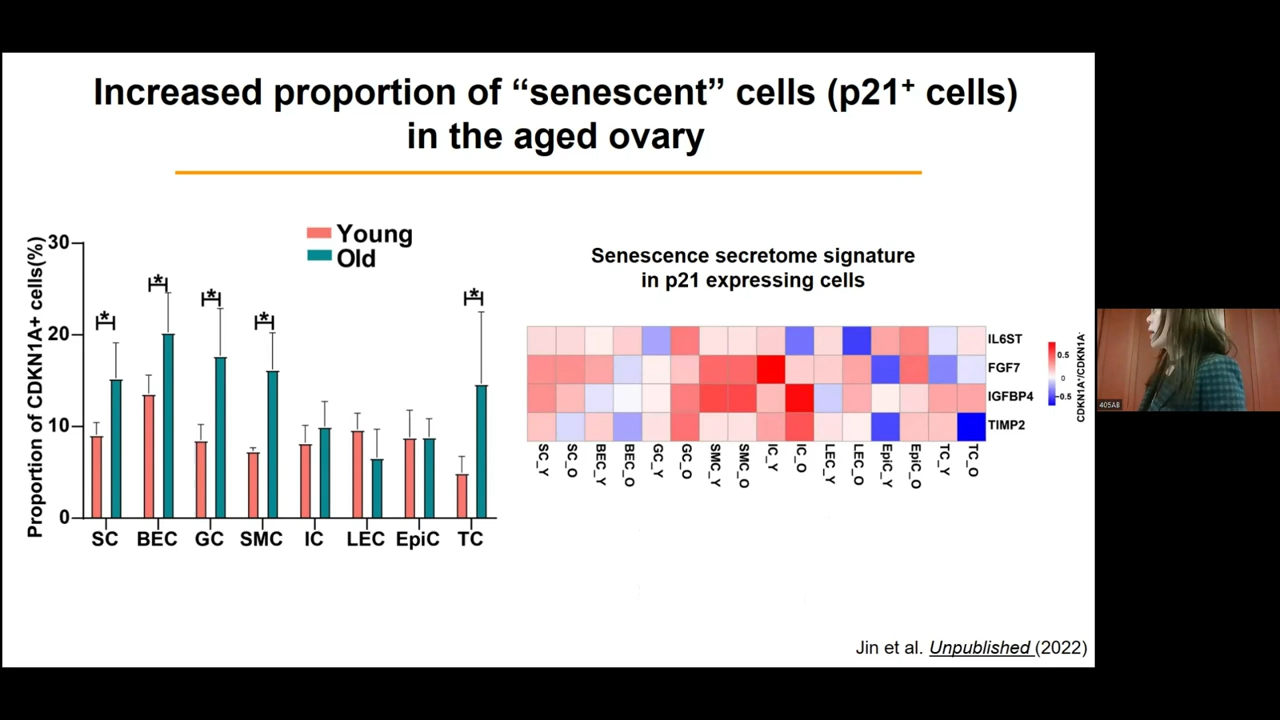 Increased proportion of “senescent” cells (p21⁺ cells)
in the aged ovary
Proportion of CDKN1A+ cells(%)
30
20
10
0
Young
Old
*
*
*
*
*
SC BEC GC SMC IC LEC EpiC TC
Senescence secretome signature
in p21 expressing cells
IL6ST
FGF7
IGFBP4
TIMP2
SC_Y SC_O BEC_Y BEC_O GC_Y GC_O SMC_Y SMC_O IC_Y IC_O LEC_Y LEC_O EpiC_Y EpiC_O TC_Y TC_O
0.5
0
-0.5
CDKN1A⁺/CDKN1A⁻
405AB
Jin et al. Unpublished (2022)